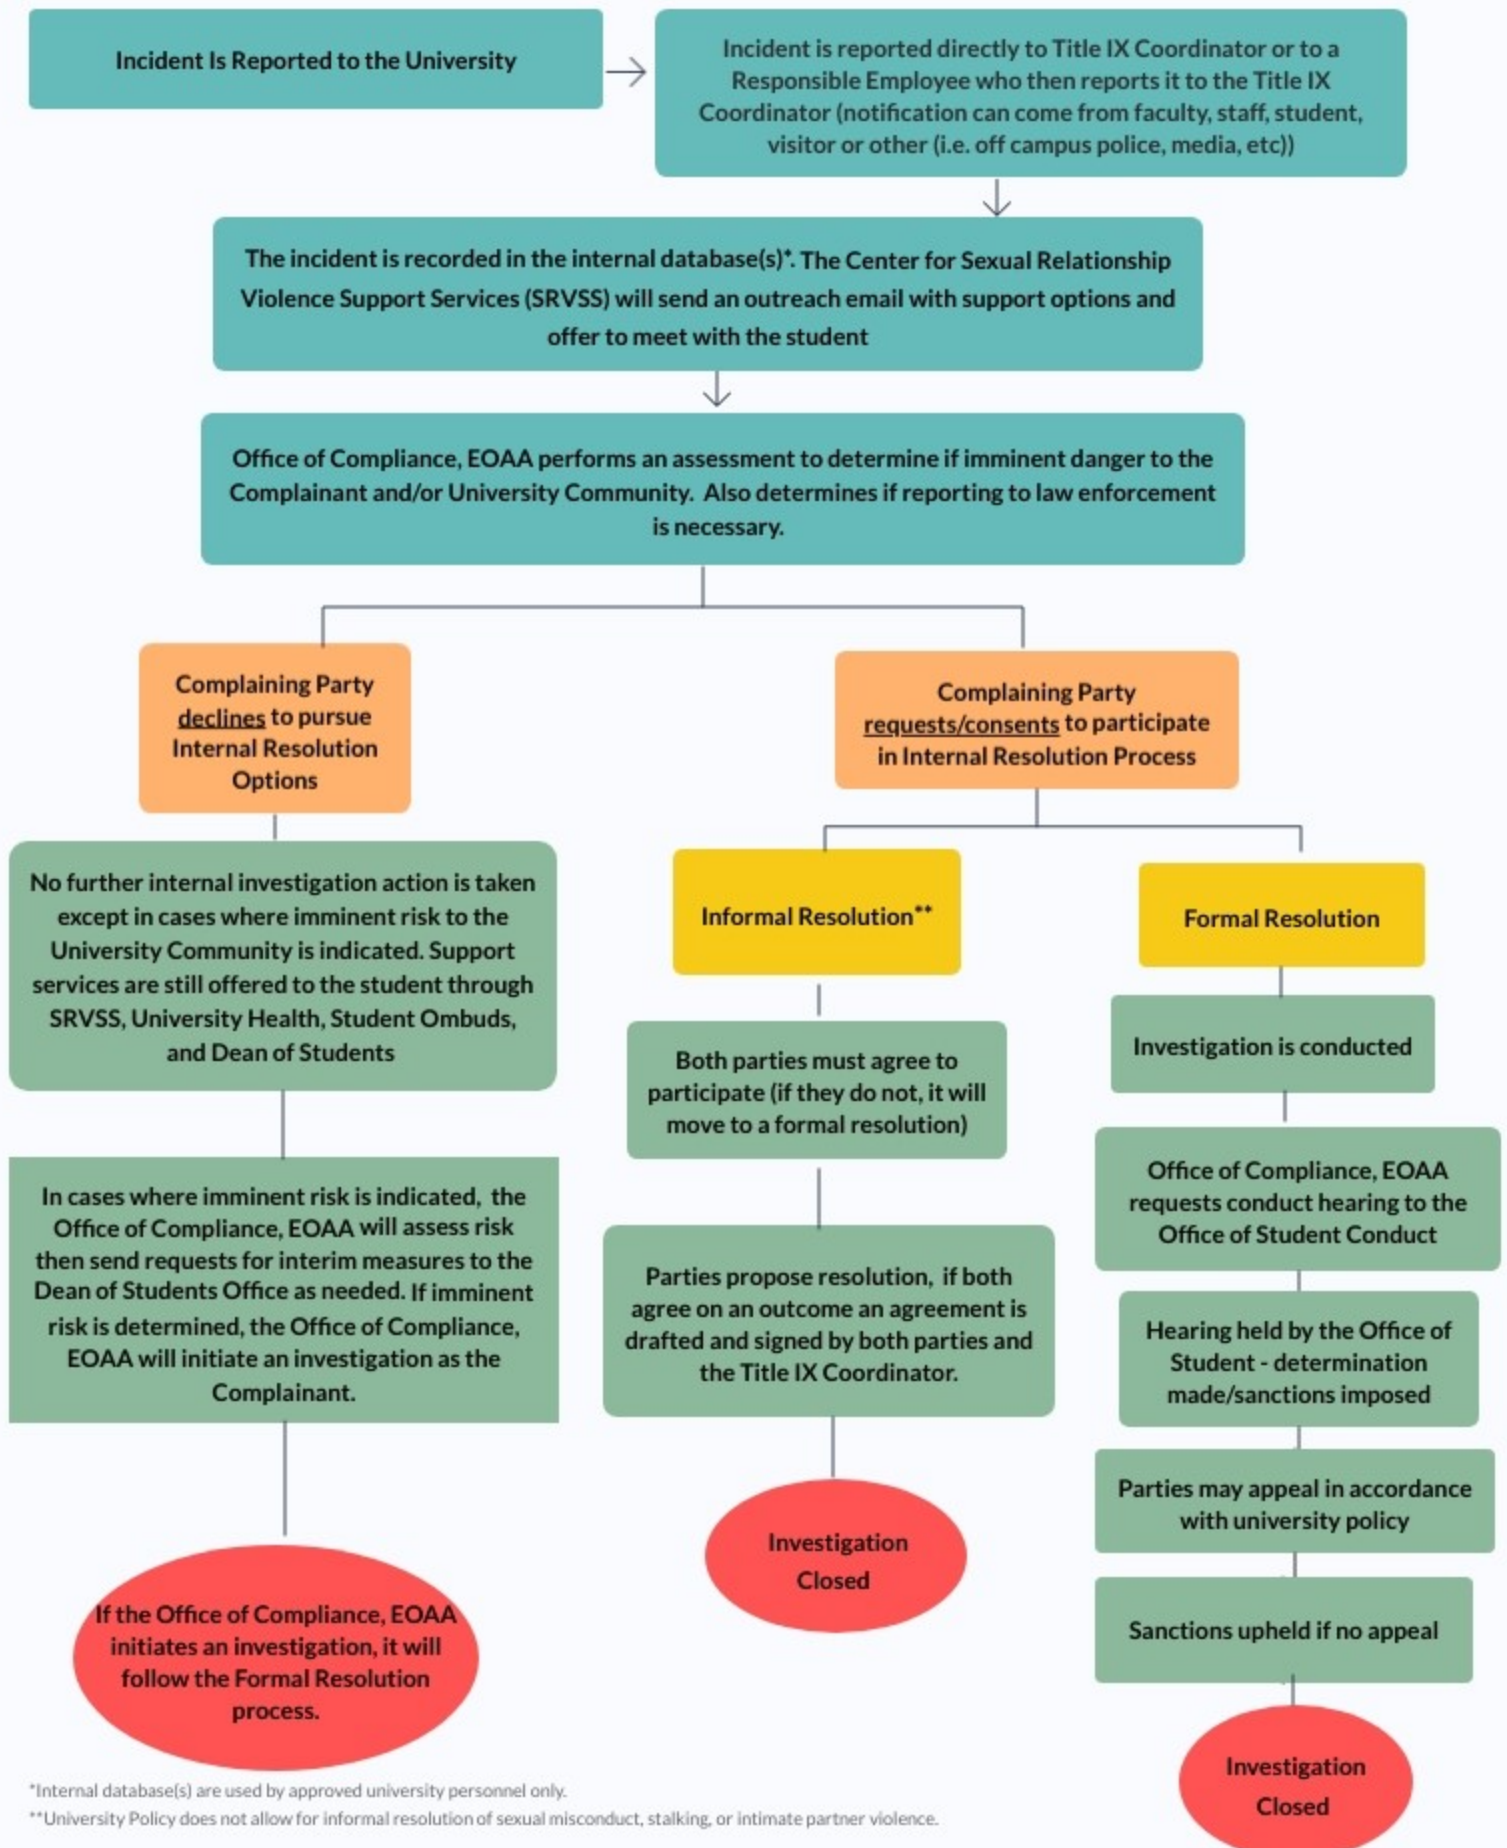 Incident Is Reported to the University
Incident is reported directly to Title IX Coordinator or to a
Responsible Employee who then reports it to the Title IX
Coordinator (notification can come from faculty, staff, student,
visitor or other (i.e. off campus police, media, etc))
The incident is recorded in the internal database(s)*. The Center for Sexual Relationship
Violence Support Services (SRVSS) will send an outreach email with support options and
offer to meet with the student
Office of Compliance, EOAA performs an assessment to determine if imminent danger to the
Complainant and/or University Community. Also determines if reporting to law enforcement
is necessary.
Complaining Party
declines to pursue
Internal Resolution
Options
No further internal investigation action is taken
except in cases where imminent risk to the
University Community is indicated. Support
services are still offered to the student through
SRVSS, University Health, Student Ombuds,
and Dean of Students
In cases where imminent risk is indicated, the
Office of Compliance, EOAA will assess risk
then send requests for interim measures to the
Dean of Students Office as needed. If imminent
risk is determined, the Office of Compliance,
EOAA will initiate an investigation as the
Complainant.
If the Office of Compliance, EOAA
initiates an investigation, it will
follow the Formal Resolution
process.
Complaining Party
requests/consents to participate
in Internal Resolution Process
Informal Resolution**
Both parties must agree to
participate (if they do not, it will
move to a formal resolution)
Parties propose resolution, if both
agree on an outcome an agreement is
drafted and signed by both parties and
the Title IX Coordinator.
Investigation
Closed
Formal Resolution
Investigation is conducted
Office of Compliance, EOAA
requests conduct hearing to the
Office of Student Conduct
Hearing held by the Office of
Student - determination
made/sanctions imposed
Parties may appeal in accordance
with university policy
Sanctions upheld if no appeal
Investigation
Closed
*Internal database(s) are used by approved university personnel only.
**University Policy does not allow for informal resolution of sexual misconduct, stalking, or intimate partner violence.